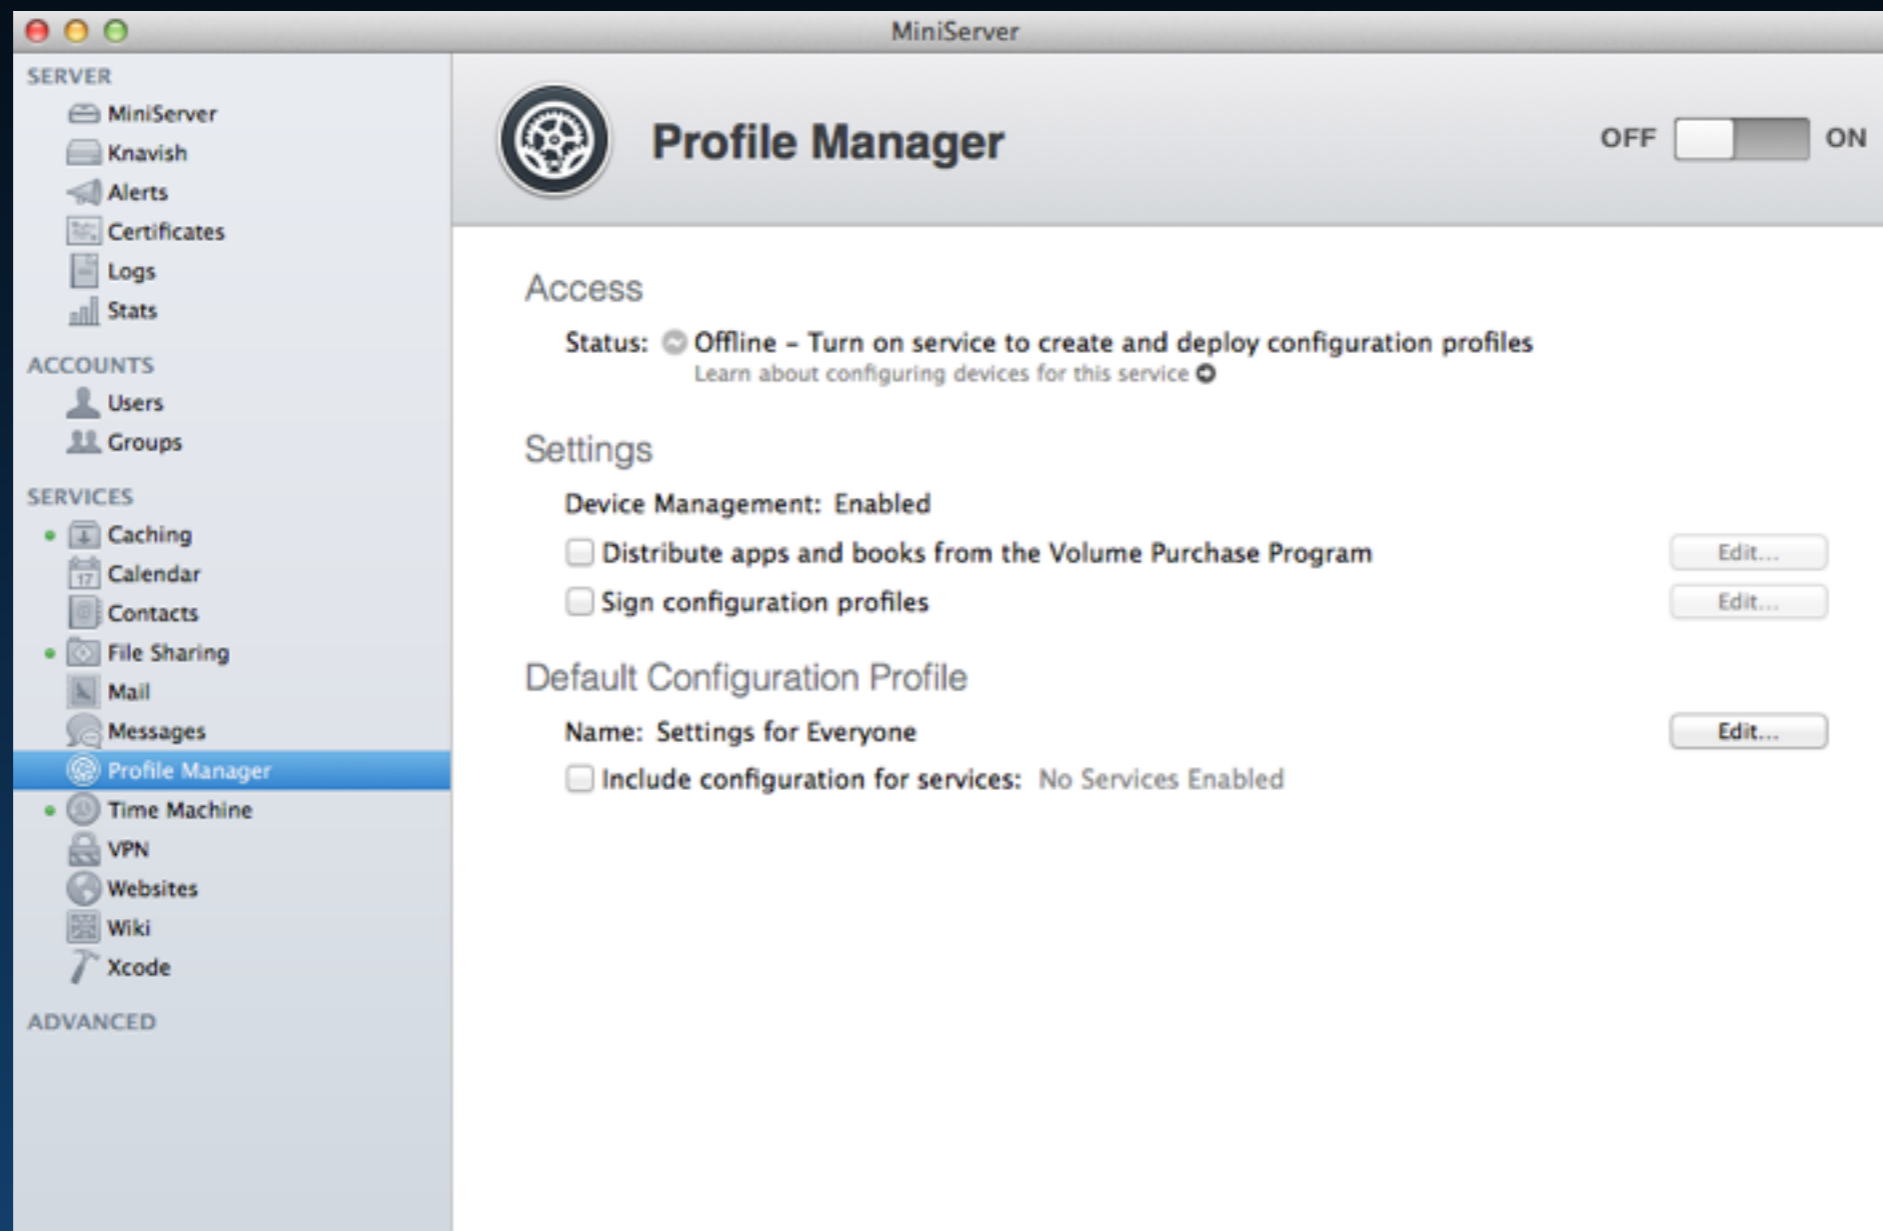 MiniServer
SERVER
MiniServer
Knavish
Alerts
Certificates
Logs
Stats
ACCOUNTS
Users
Groups
SERVICES
Caching
17
Calendar
Contacts
File Sharing
Mail
Messages
Profile Manager
Time Machine
VPN
Websites
Wiki
Xcode
ADVANCED
Profile Manager
OFF ON
Access
Status: Offline – Turn on service to create and deploy configuration profiles
Learn about configuring devices for this service
Settings
Device Management: Enabled
Distribute apps and books from the Volume Purchase Program Edit...
Sign configuration profiles Edit...
Default Configuration Profile
Name: Settings for Everyone Edit...
Include configuration for services: No Services Enabled